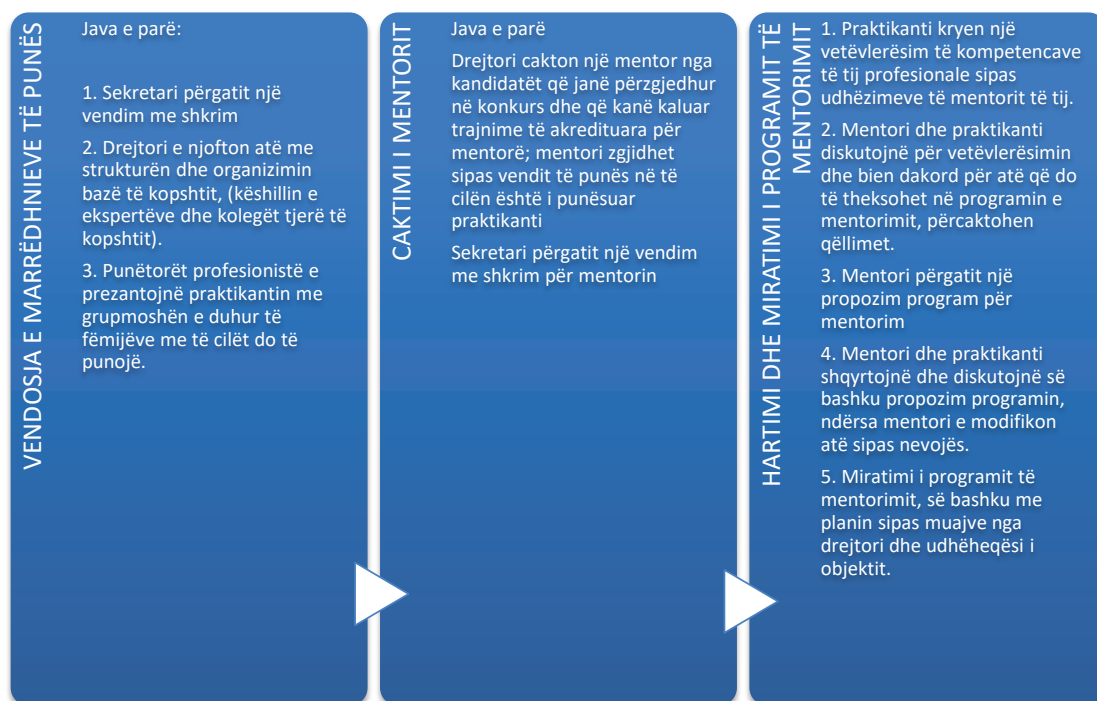 VENDOSJA E MARRËDHNIEVE TË PUNËS
Java e parë:
1. Sekretari përgatit një
vendim me shkrim
2. Drejtori e njofton atë me
strukturën dhe organizimin
bazë të kopshtit, (këshillin e
ekspertëve dhe kolegët tjerë të
kopshtit).
3. Punëtorët profesionistë e
prezantojnë praktikantin me
grupmoshën e duhur të
fëmijëve me të cilët do të
punojë.
CAKTIMI I MENTORIT
Java e parë
Drejtori cakton një mentor nga
kandidatët që janë përzgjedhur
në konkurs dhe që kanë kaluar
trajnime të akredituara për
mentorë; mentori zgjidhet
sipas vendit të punës në të
cilën është i punësuar
praktikanti
Sekretari përgatit një vendim
me shkrim për mentorin
HARTIMI DHE MIRATIMI I PROGRAMIT TË
MENTORIMIT
1. Praktikanti kryen një
vetëvlerësim të kompetencave
të tij profesionale sipas
udhëzimeve të mentorit të tij.
2. Mentori dhe praktikanti
diskutojnë për vetëvlerësimin
dhe bien dakord për atë që do
të theksohet në programin e
mentorimit, përcaktohen
qëllimet.
3. Mentori përgatit një
propozim program për
mentorim
4. Mentori dhe praktikanti
shqyrtojnë dhe diskutojnë së
bashku propozim programin,
ndërsa mentori e modifikon
atë sipas nevojës.
5. Miratimi i programit të
mentorimit, së bashku me
planin sipas muajve nga
drejtori dhe udhëheqësi i
objektit.